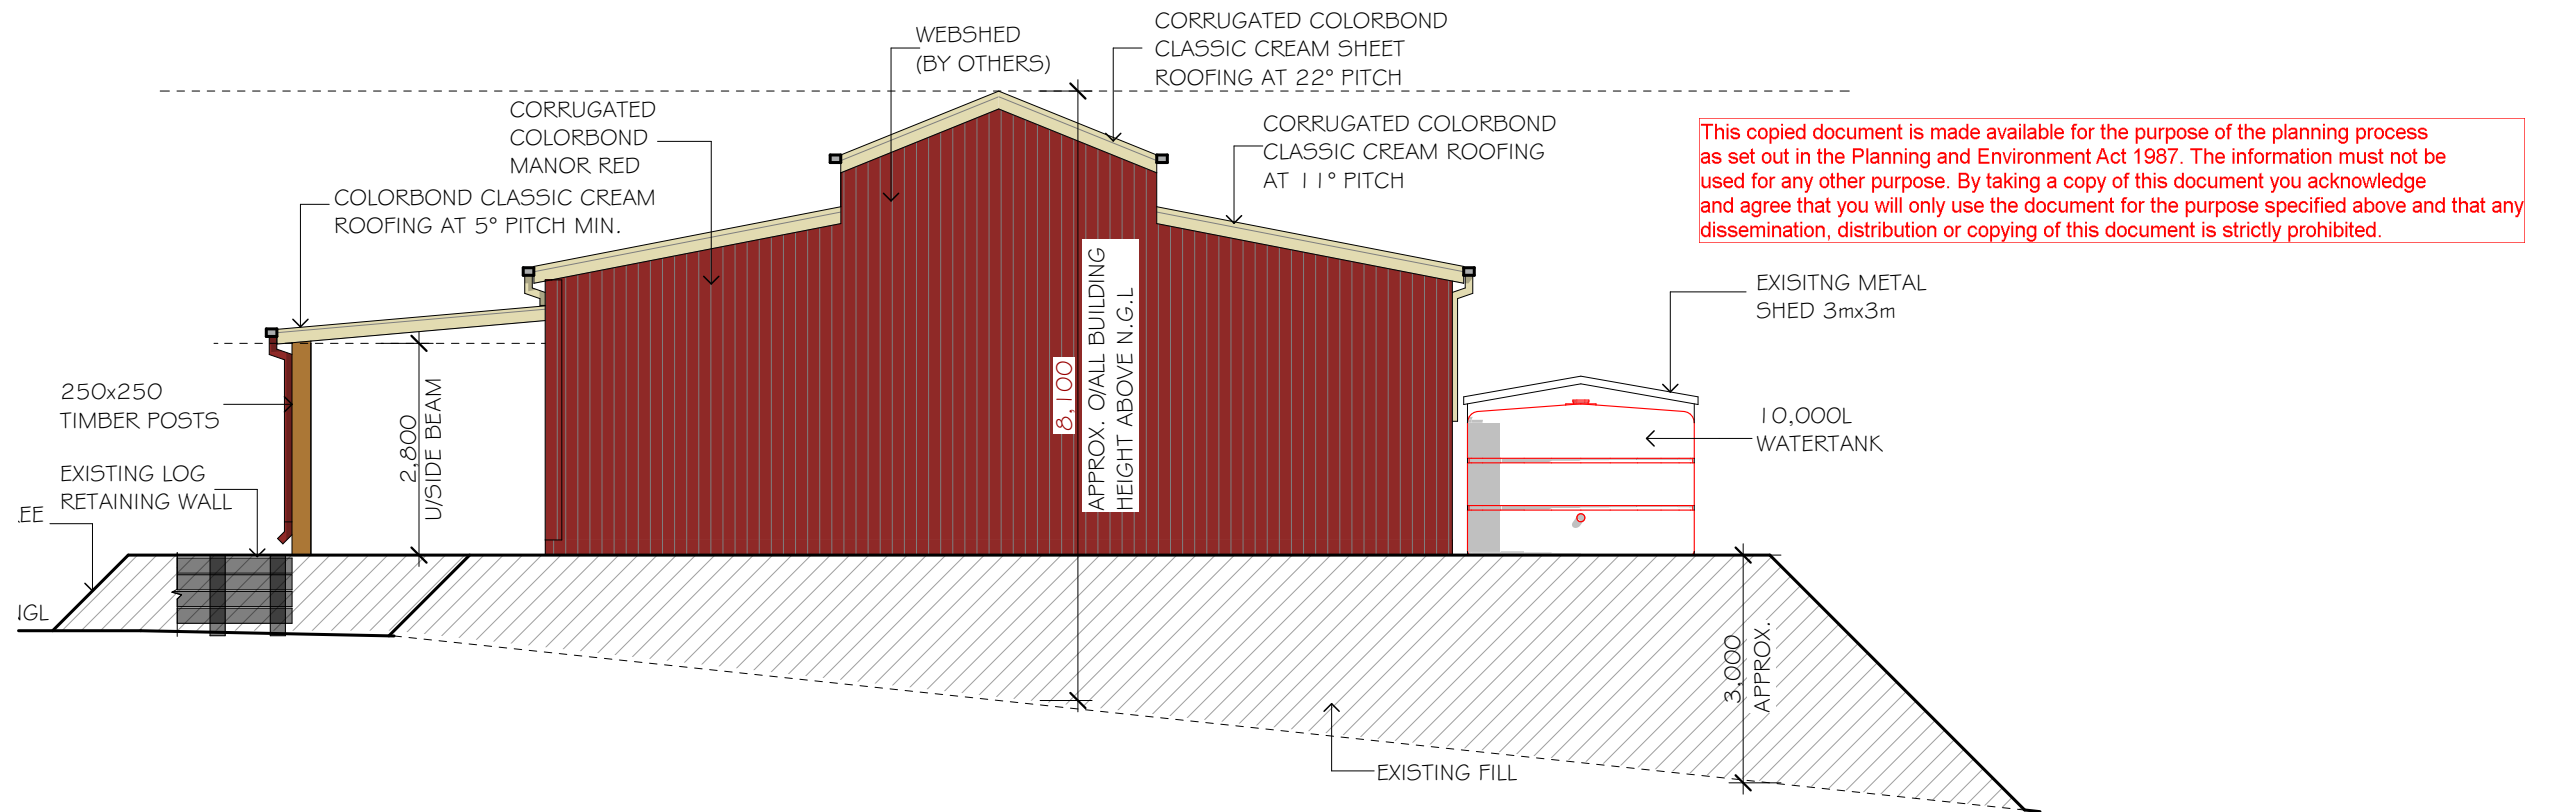 WEBSHED
(BY OTHERS)
CORRUGATED COLORBOND
CLASSIC CREAM SHEET
ROOFING AT 22° PITCH
CORRUGATED
COLORBOND
MANOR RED
CORRUGATED COLORBOND
CLASSIC CREAM ROOFING
AT 11° PITCH
This copied document is made available for the purpose of the planning process
as set out in the Planning and Environment Act 1987. The information must not be
used for any other purpose. By taking a copy of this document you acknowledge
and agree that you will only use the document for the purpose specified above and that any
dissemination, distribution or copying of this document is strictly prohibited.
COLORBOND CLASSIC CREAM
ROOFING AT 5° PITCH MIN.
EXISITNG METAL
SHED 3mx3m
250x250
TIMBER POSTS
2,800
U/SIDE BEAM
8,100
APPROX. O/ALL BUILDING
HEIGHT ABOVE N.G.L
10,000L
WATERTANK
EXISTING LOG
RETAINING WALL
EE
NGL
3,000
APPROX.
EXISTING FILL